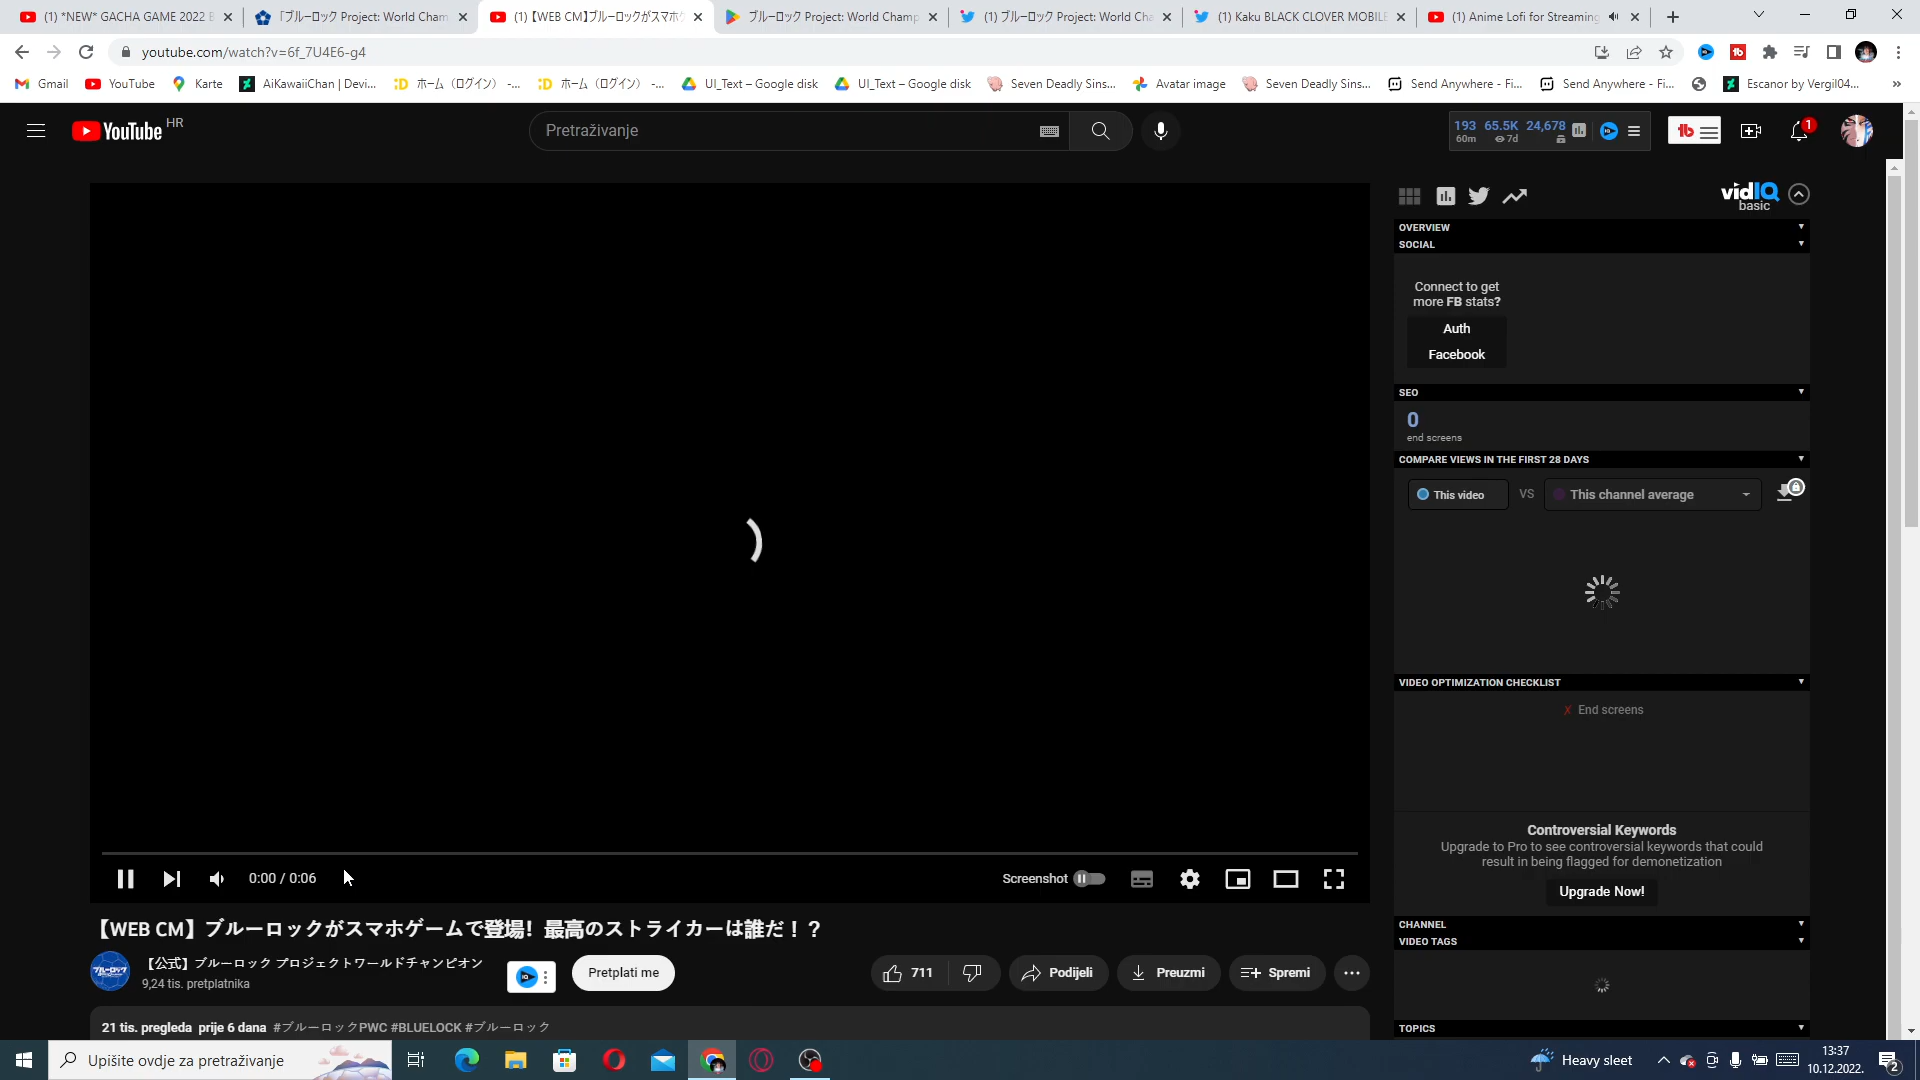 (1) *NEW* GACHA GAME 2022 B
「ブルーロック Project: World Cham
(1) 【WEB CM】ブルーロックがスマホ
ブルーロック Project: World Champ
(1) ブルーロック Project: World Cha
(1) Kaku BLACK CLOVER MOBILE
(1) Anime Lofi for Streaming
youtube.com/watch?v=6f_7U4E6-g4
Gmail
YouTube
Karte
AiKawaiiChan | Devi...
ホーム（ログイン） -...
ホーム（ログイン） -...
UI_Text – Google disk
UI_Text – Google disk
Seven Deadly Sins...
Avatar image
Seven Deadly Sins...
Send Anywhere - Fi...
Send Anywhere - Fi...
Escanor by Vergil04...
YouTube HR
Pretraživanje
193 65.5K 24,678
60m 7d
1
vidIQ
basic
OVERVIEW
SOCIAL
Connect to get
more FB stats?
Auth
Facebook
SEO
0
end screens
COMPARE VIEWS IN THE FIRST 28 DAYS
This video VS This channel average
VIDEO OPTIMIZATION CHECKLIST
✗ End screens
Controversial Keywords
Upgrade to Pro to see controversial keywords that could
result in being flagged for demonetization
Upgrade Now!
CHANNEL
VIDEO TAGS
TOPICS
0:00 / 0:06
Screenshot
【WEB CM】ブルーロックがスマホゲームで登場！最高のストライカーは誰だ！？
【公式】ブルーロック プロジェクトワールドチャンピオン
9,24 tis. pretplatnika
Pretplati me
711
Podijeli
Preuzmi
Spremi
21 tis. pregleda prije 6 dana #ブルーロックPWC #BLUELOCK #ブルーロック
Upišite ovdje za pretraživanje
Heavy sleet
13:37
10.12.2022.
2